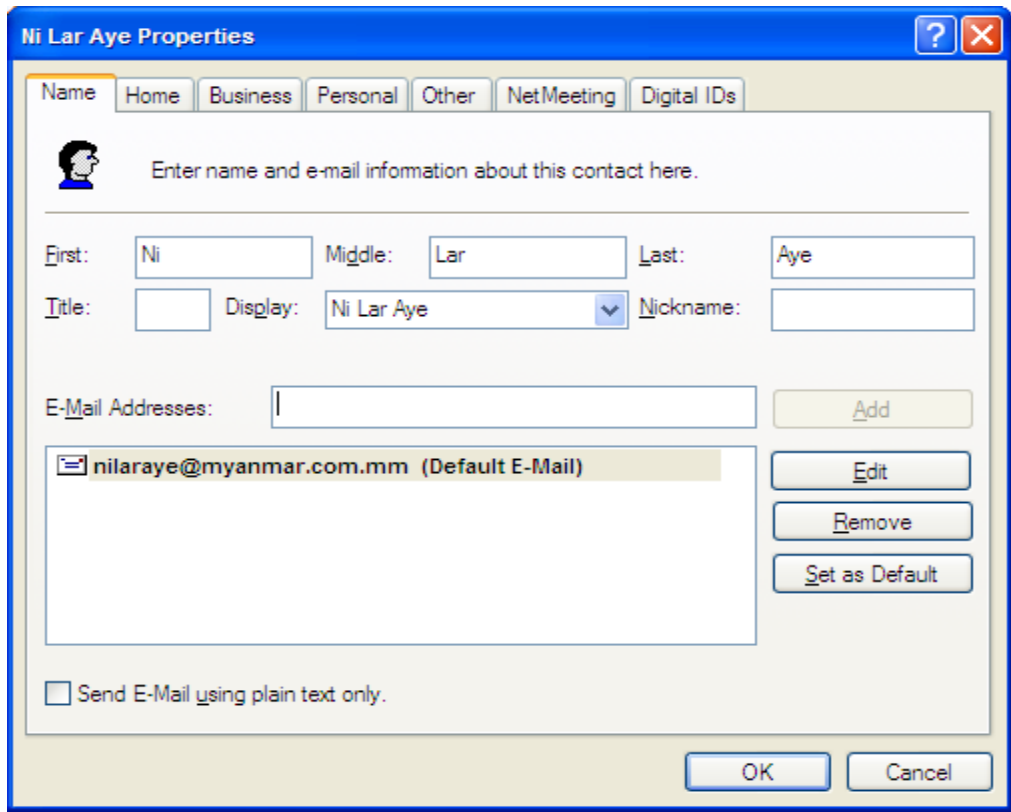 Ni Lar Aye Properties
Name Home Business Personal Other NetMeeting Digital IDs
Enter name and e-mail information about this contact here.
First: Ni Middle: Lar Last: Aye
Title: Display: Ni Lar Aye Nickname:
E-Mail Addresses: Add
nilaraye@myanmar.com.mm (Default E-Mail) Edit
Remove
Set as Default
Send E-Mail using plain text only.
OK Cancel